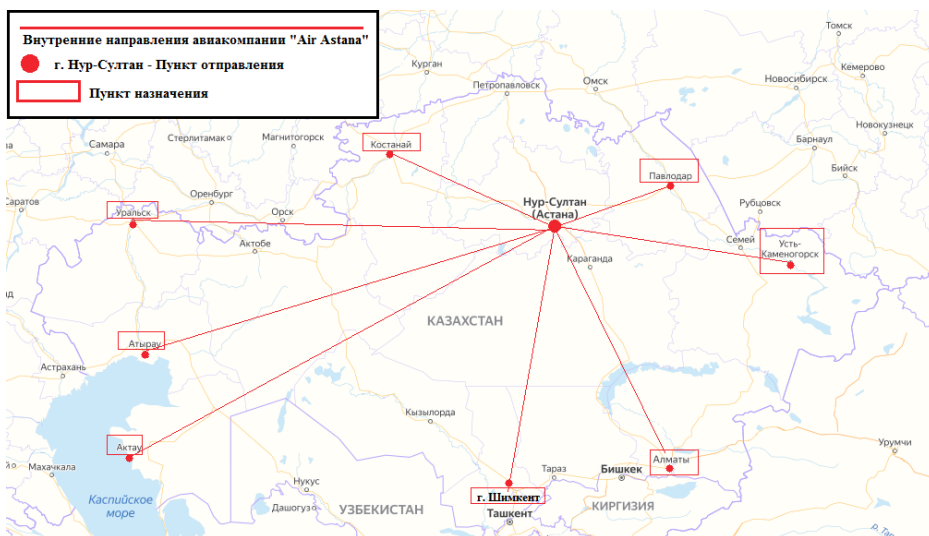 Внутренние направления авиакомпании "Air Astana"
г. Нур-Султан - Пункт отправления
Пункт назначения
Томск
Курган
Петропавловск
Омск
Новосибирск
Кемерово
Новокузнецк
Самара
Стерлитамак
Магнитогорск
Костанай
Барнаул
Бийск
Павлодар
Саратов
Оренбург
Орск
Уральск
Нур-Султан
(Астана)
Рубцовск
Актобе
Семей
Усть-
Каменогорск
Караганда
КАЗАХСТАН
Атырау
Астрахань
Кызылорда
Актау
Махачкала
Алматы
Урумчи
Тараз
Бишкек
Нукус
г. Шимкент
Каспийское
море
Дашогуз
УЗБЕКИСТАН
Ташкент
КИРГИЗИЯ